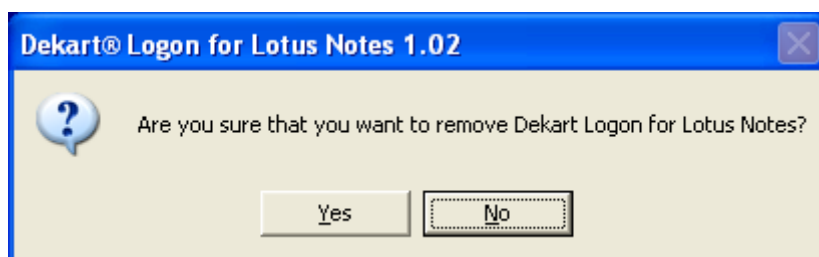 Dekart® Logon for Lotus Notes 1.02
Are you sure that you want to remove Dekart Logon for Lotus Notes?
Yes No